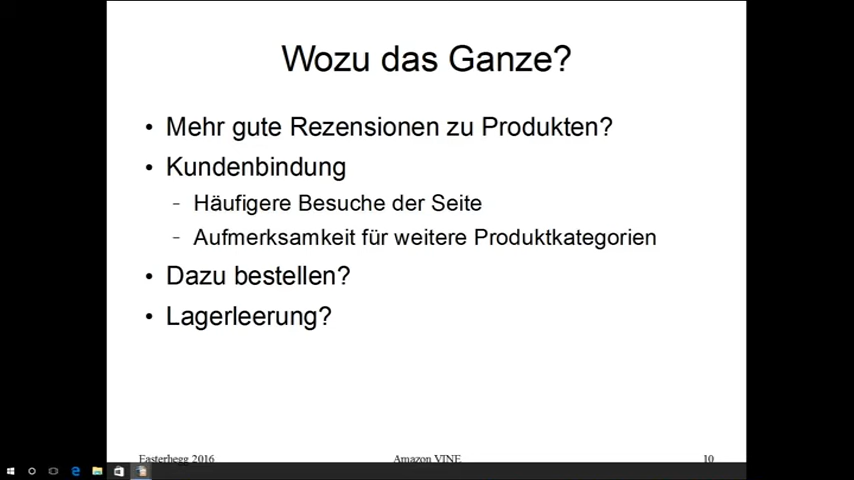 Wozu das Ganze?
• Mehr gute Rezensionen zu Produkten?
• Kundenbindung
– Häufigere Besuche der Seite
– Aufmerksamkeit für weitere Produktkategorien
• Dazu bestellen?
• Lagerleerung?
Easterhegg 2016 Amazon VINE 10